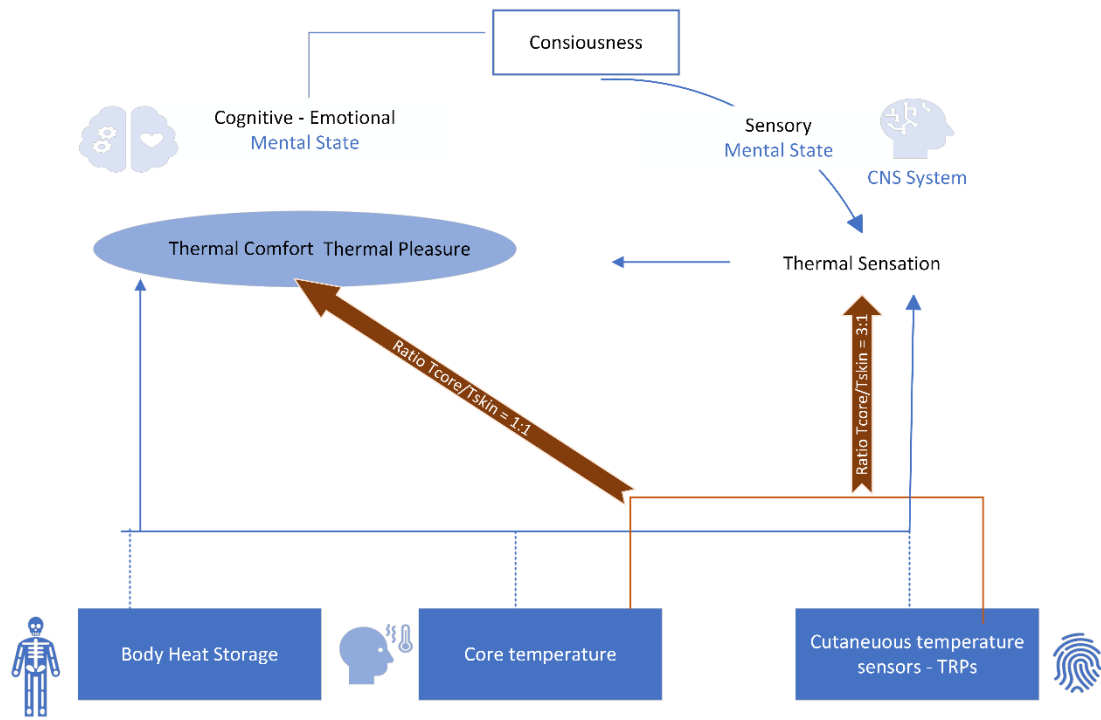 Consiousness
Cognitive - Emotional
Mental State
Sensory
Mental State
CNS System
Thermal Comfort  Thermal Pleasure
Thermal Sensation
Ratio Tcore/Tskin = 1:1
Ratio Tcore/Tskin = 3:1
Body Heat Storage
Core temperature
Cutaneuous temperature
sensors - TRPs